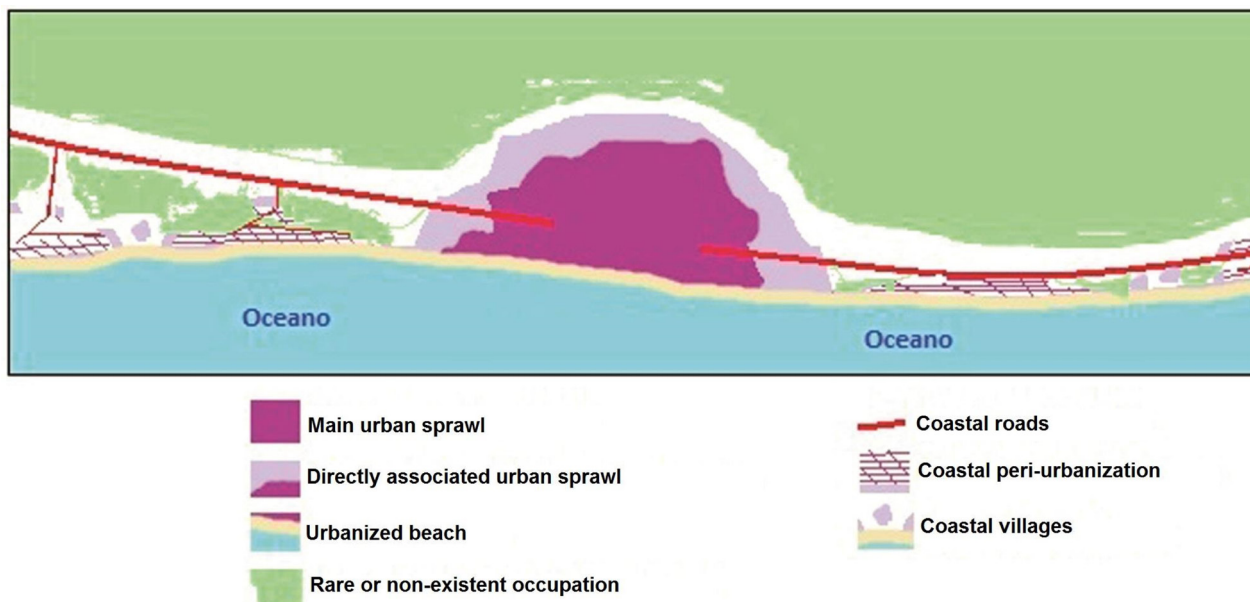 Oceano
Oceano
Main urban sprawl
Directly associated urban sprawl
Urbanized beach
Rare or non-existent occupation
Coastal roads
Coastal peri-urbanization
Coastal villages